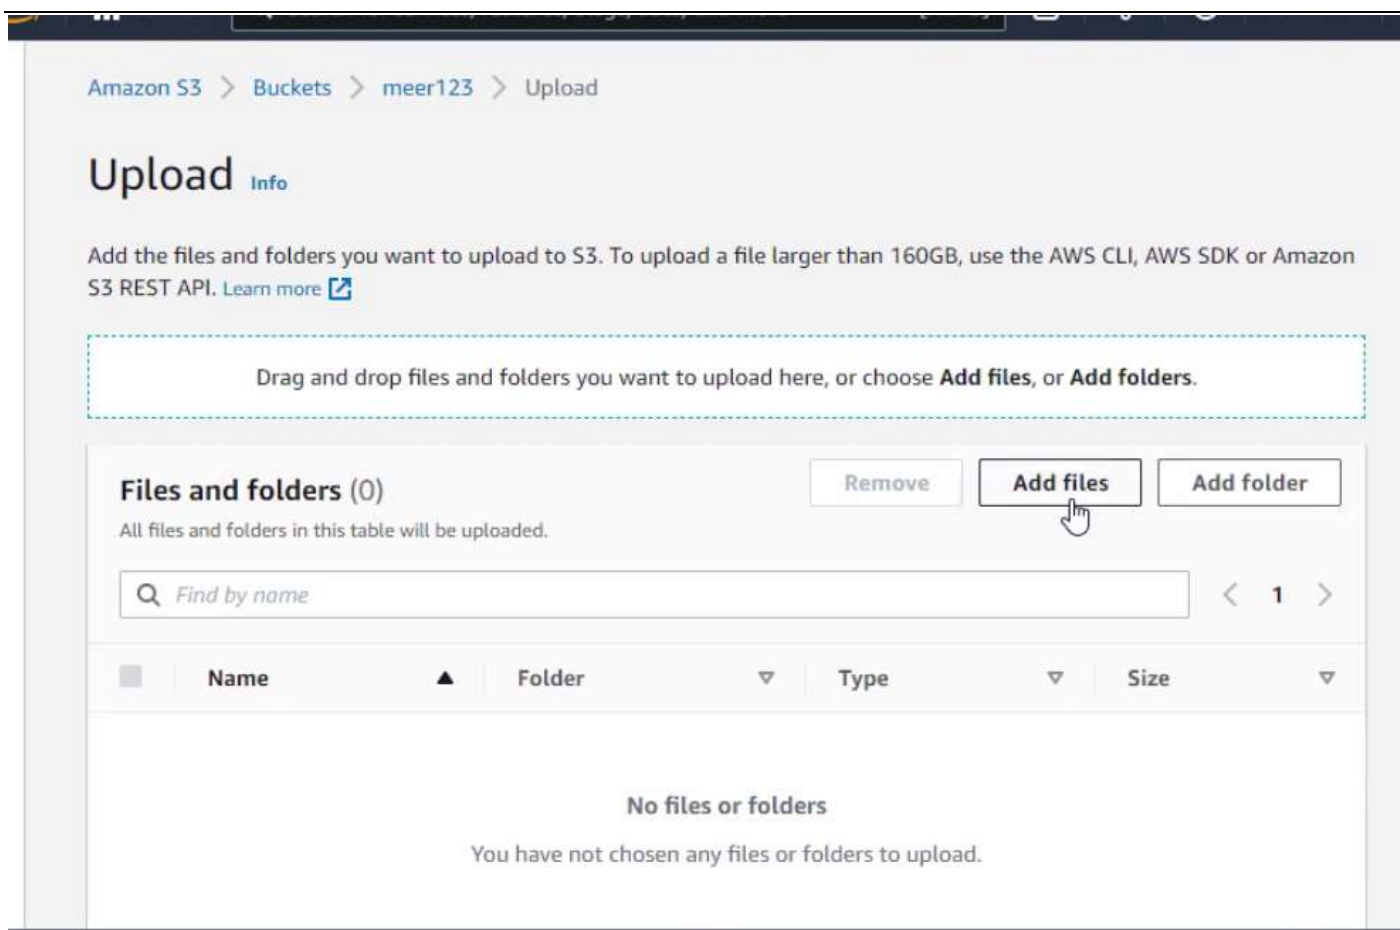 Amazon S3 > Buckets > meer123 > Upload
Upload Info
Add the files and folders you want to upload to S3. To upload a file larger than 160GB, use the AWS CLI, AWS SDK or Amazon
S3 REST API. Learn more
Drag and drop files and folders you want to upload here, or choose Add files, or Add folders.
Files and folders (0) Remove Add files Add folder
All files and folders in this table will be uploaded.
Find by name < 1 >
Name Folder Type Size
No files or folders
You have not chosen any files or folders to upload.